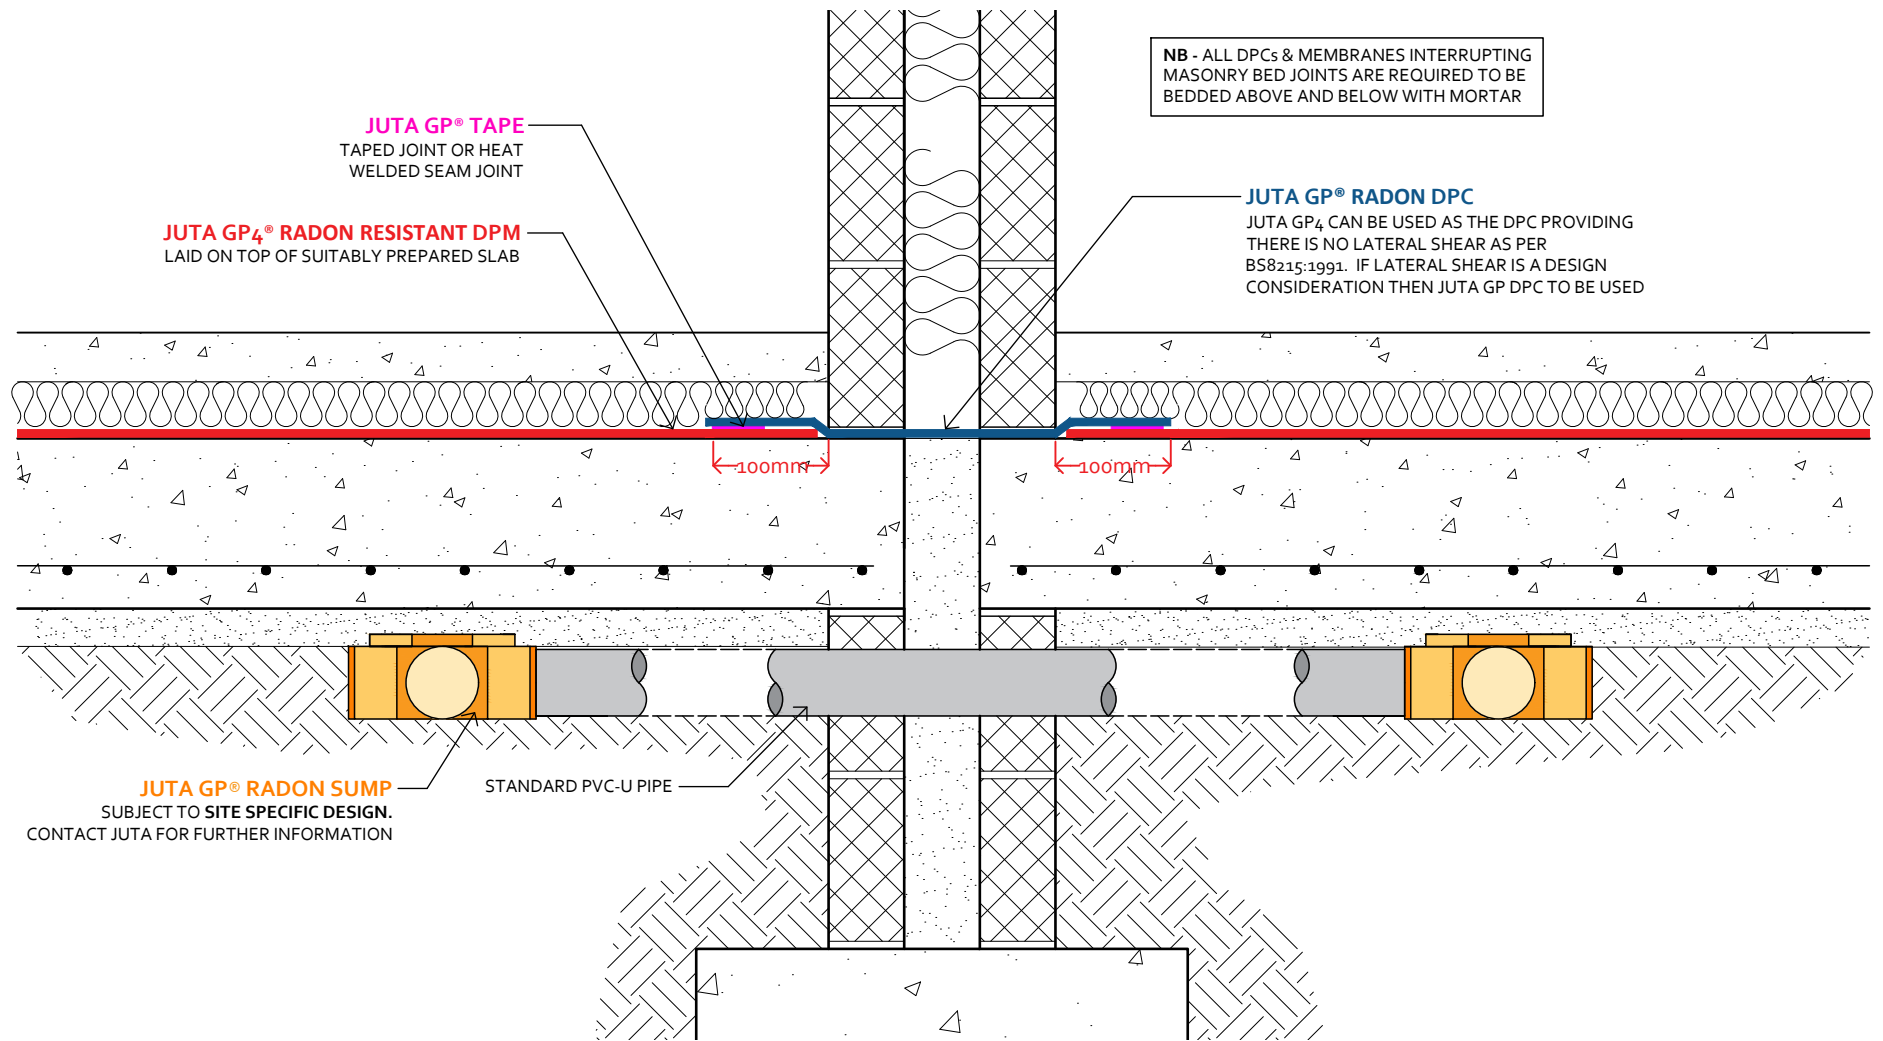 NB - ALL DPCs & MEMBRANES INTERRUPTING
MASONRY BED JOINTS ARE REQUIRED TO BE
BEDDED ABOVE AND BELOW WITH MORTAR
JUTA GP® TAPE
TAPED JOINT OR HEAT
WELDED SEAM JOINT
JUTA GP® RADON DPC
JUTA GP4 CAN BE USED AS THE DPC PROVIDING
THERE IS NO LATERAL SHEAR AS PER
BS8215:1991. IF LATERAL SHEAR IS A DESIGN
CONSIDERATION THEN JUTA GP DPC TO BE USED
JUTA GP4® RADON RESISTANT DPM
LAID ON TOP OF SUITABLY PREPARED SLAB
100mm
100mm
JUTA GP® RADON SUMP
SUBJECT TO SITE SPECIFIC DESIGN.
CONTACT JUTA FOR FURTHER INFORMATION
STANDARD PVC-U PIPE